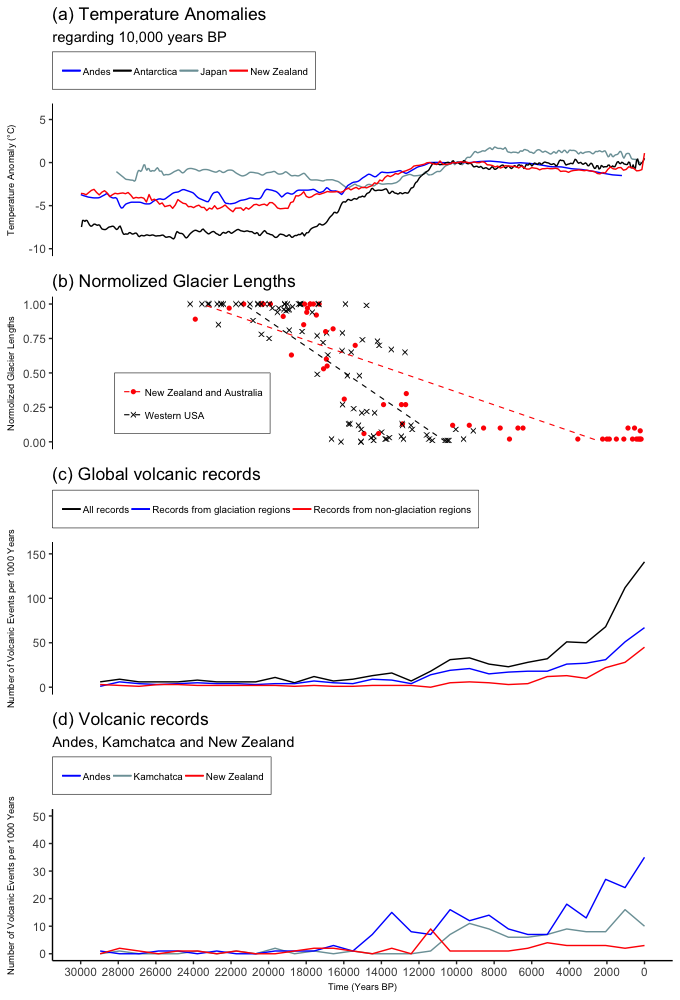 (a) Temperature Anomalies
regarding 10,000 years BP
Andes Antarctica Japan New Zealand
Temperature Anomaly (°C)
5
0
-5
-10
(b) Normolized Glacier Lengths
Normolized Glacier Lengths
1.00
0.75
0.50
0.25
0.00
New Zealand and Australia
Western USA
(c) Global volcanic records
All records Records from glaciation regions Records from non-glaciation regions
Number of Volcanic Events per 1000 Years
150
100
50
0
(d) Volcanic records
Andes, Kamchatca and New Zealand
Andes Kamchatca New Zealand
Number of Volcanic Events per 1000 Years
50
40
30
20
10
0
30000 28000 26000 24000 22000 20000 18000 16000 14000 12000 10000 8000 6000 4000 2000 0
Time (Years BP)